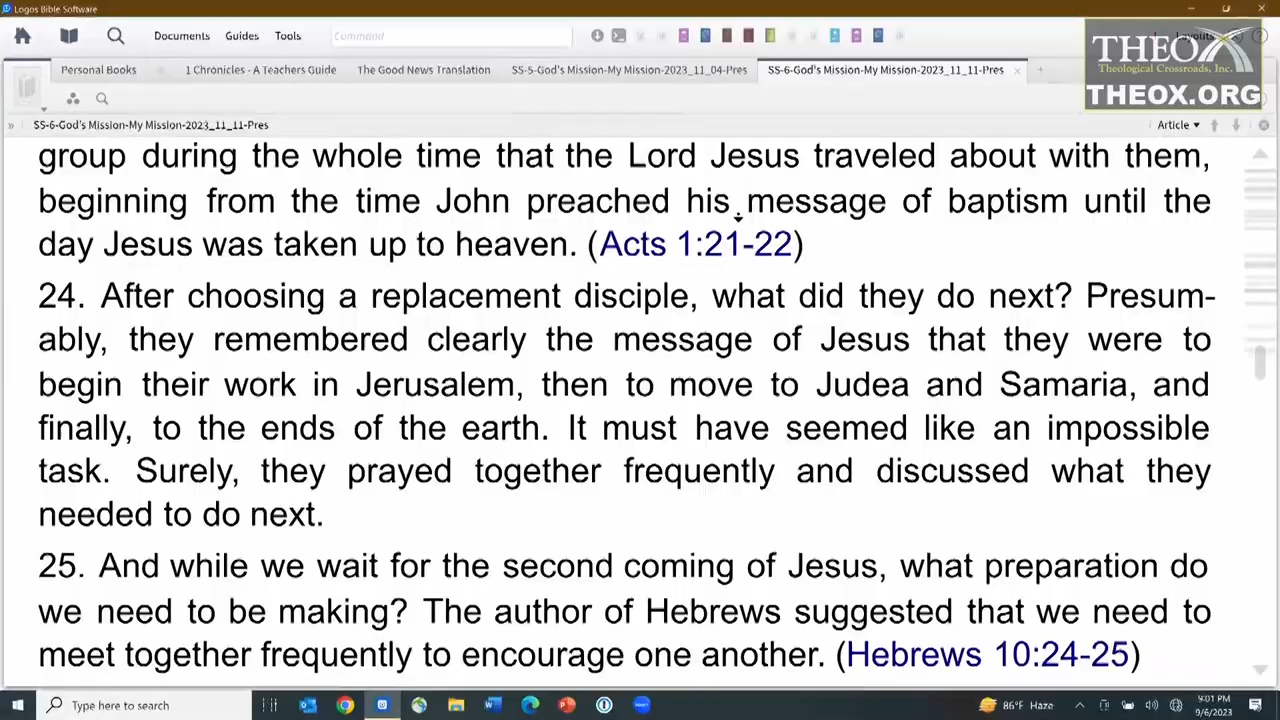 Logos Bible Software
Documents Guides Tools Command Layouts
THEOX
Theological Crossroads, Inc.
THEOX.ORG
Personal Books 1 Chronicles - A Teachers Guide The Good News Bible SS-6-God's Mission-My Mission-2023_11_04-Pres SS-6-God's Mission-My Mission-2023_11_11-Pres
SS-6-God's Mission-My Mission-2023_11_11-Pres Article
group during the whole time that the Lord Jesus traveled about with them,
beginning from the time John preached his message of baptism until the
day Jesus was taken up to heaven. (Acts 1:21-22)
24. After choosing a replacement disciple, what did they do next? Presum-
ably, they remembered clearly the message of Jesus that they were to
begin their work in Jerusalem, then to move to Judea and Samaria, and
finally, to the ends of the earth. It must have seemed like an impossible
task. Surely, they prayed together frequently and discussed what they
needed to do next.
25. And while we wait for the second coming of Jesus, what preparation do
we need to be making? The author of Hebrews suggested that we need to
meet together frequently to encourage one another. (Hebrews 10:24-25)
Type here to search 86°F Haze 9:01 PM
9/6/2023